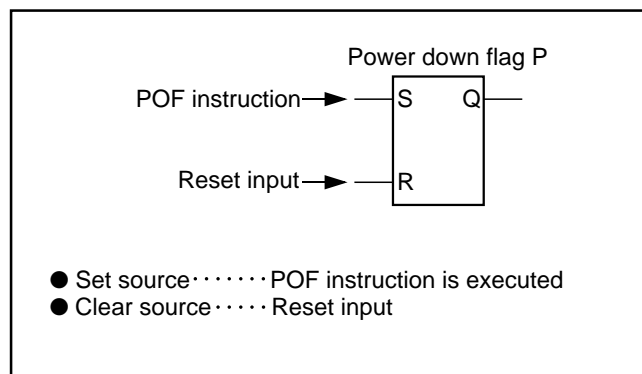 Power down flag P
POF instruction
S Q
Reset input
R
● Set source ······· POF instruction is executed
● Clear source ····· Reset input